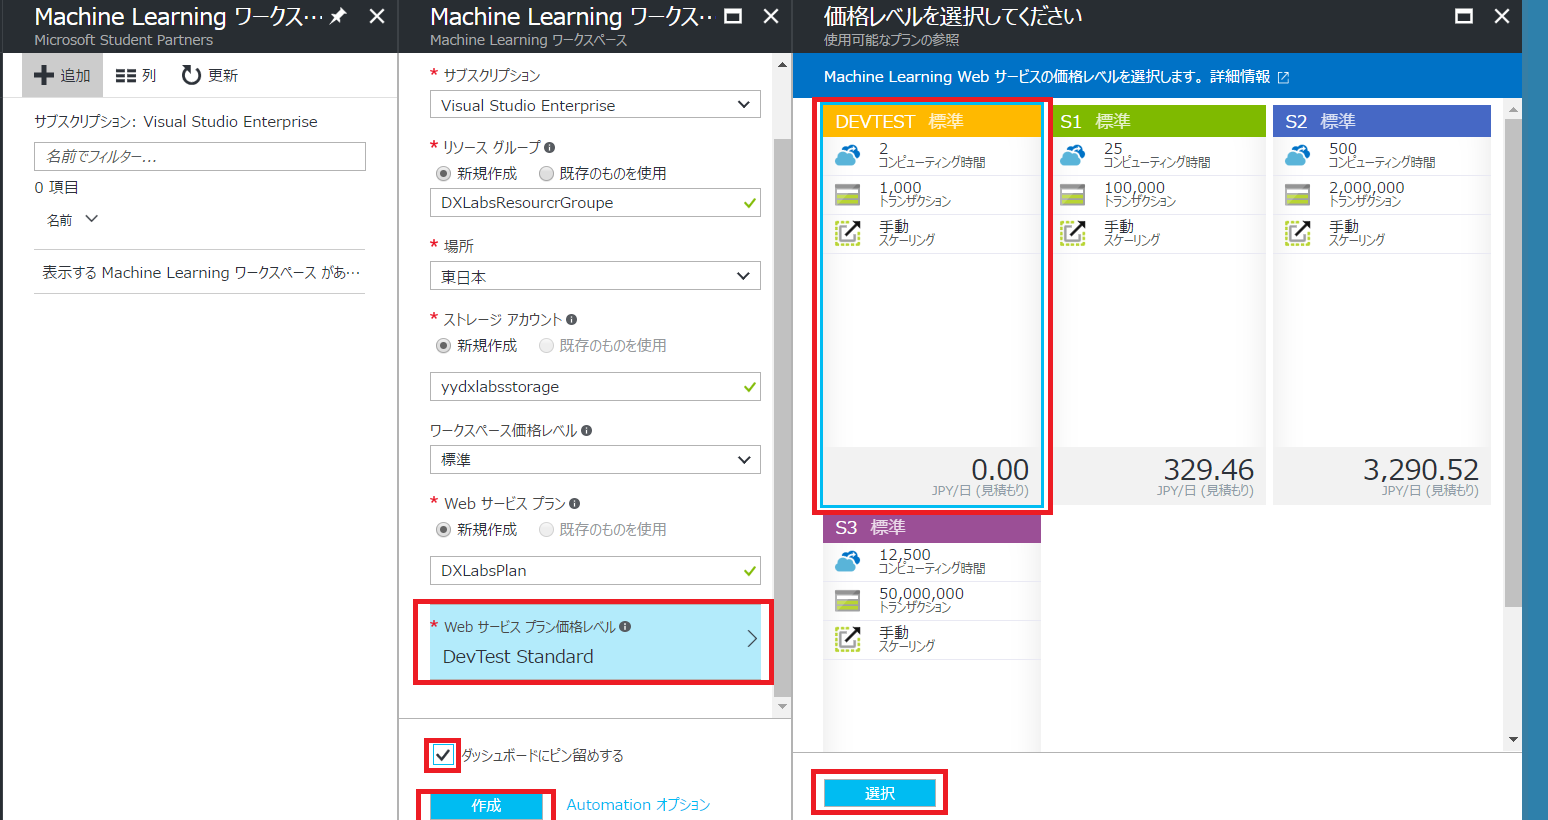 Machine Learning ワークス…
Microsoft Student Partners
追加
列
更新
サブスクリプション: Visual Studio Enterprise
名前でフィルター...
0 項目
名前
表示する Machine Learning ワークスペース があ…
Machine Learning ワークス…
Machine Learning ワークスペース
* サブスクリプション
Visual Studio Enterprise
* リソース グループ
新規作成 既存のものを使用
DXLabsResourcrGroupe
* 場所
東日本
* ストレージ アカウント
新規作成 既存のものを使用
yydxlabsstorage
ワークスペース価格レベル
標準
* Web サービス プラン
新規作成 既存のものを使用
DXLabsPlan
* Web サービス プラン価格レベル
DevTest Standard
ダッシュボードにピン留めする
作成
Automation オプション
価格レベルを選択してください
使用可能なプランの参照
Machine Learning Web サービスの価格レベルを選択します。詳細情報
DEVTEST 標準
2
コンピューティング時間
1,000
トランザクション
手動
スケーリング
0.00
JPY/日 (見積もり)
S1 標準
25
コンピューティング時間
100,000
トランザクション
手動
スケーリング
329.46
JPY/日 (見積もり)
S2 標準
500
コンピューティング時間
2,000,000
トランザクション
手動
スケーリング
3,290.52
JPY/日 (見積もり)
S3 標準
12,500
コンピューティング時間
50,000,000
トランザクション
手動
スケーリング
選択